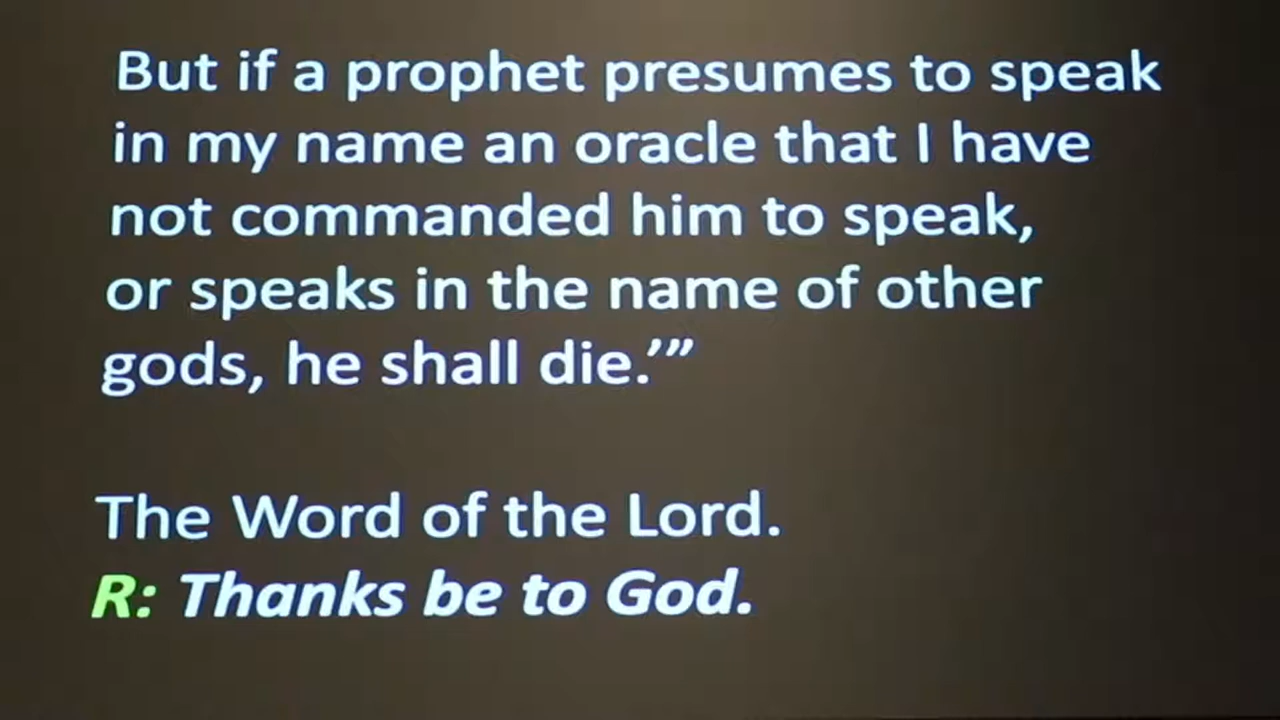 But if a prophet presumes to speak
in my name an oracle that I have
not commanded him to speak,
or speaks in the name of other
gods, he shall die.’”
The Word of the Lord.
R: Thanks be to God.